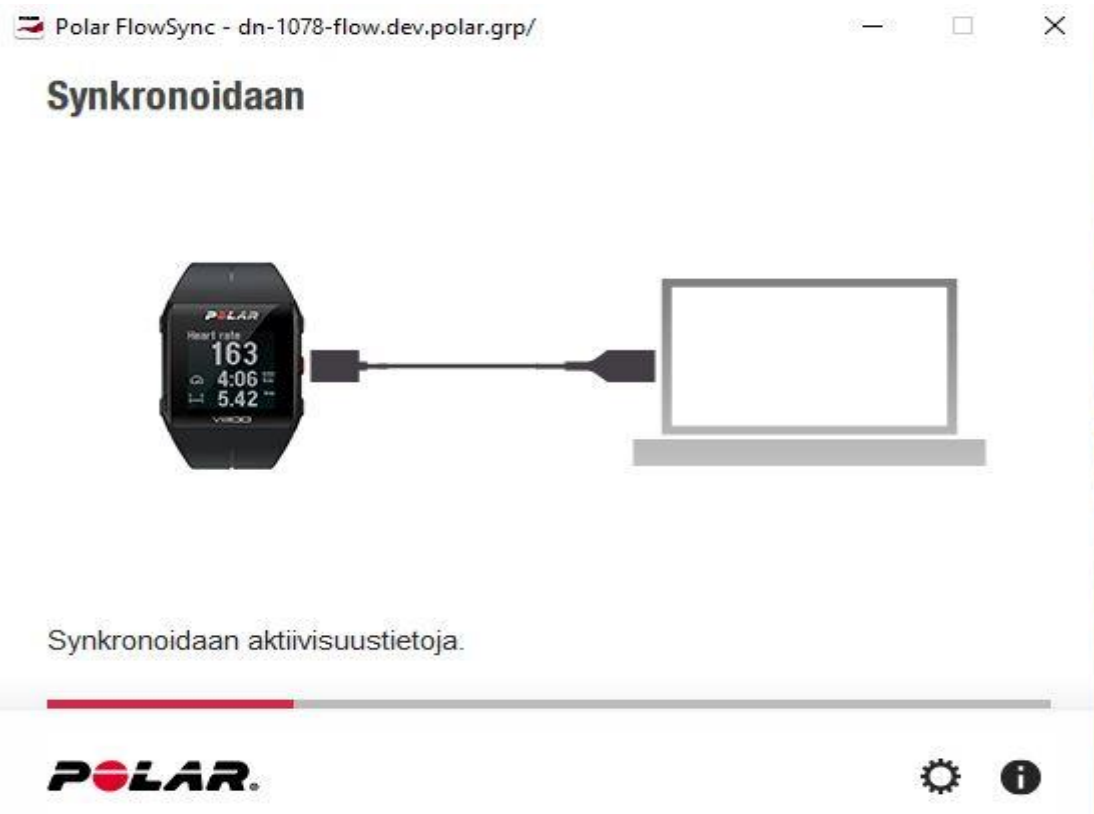 Polar FlowSync - dn-1078-flow.dev.polar.grp/
Synkronoidaan
POLAR
Heart rate
163
4:06
5.42
V800
Synkronoidaan aktiivisuustietoja.
POLAR.